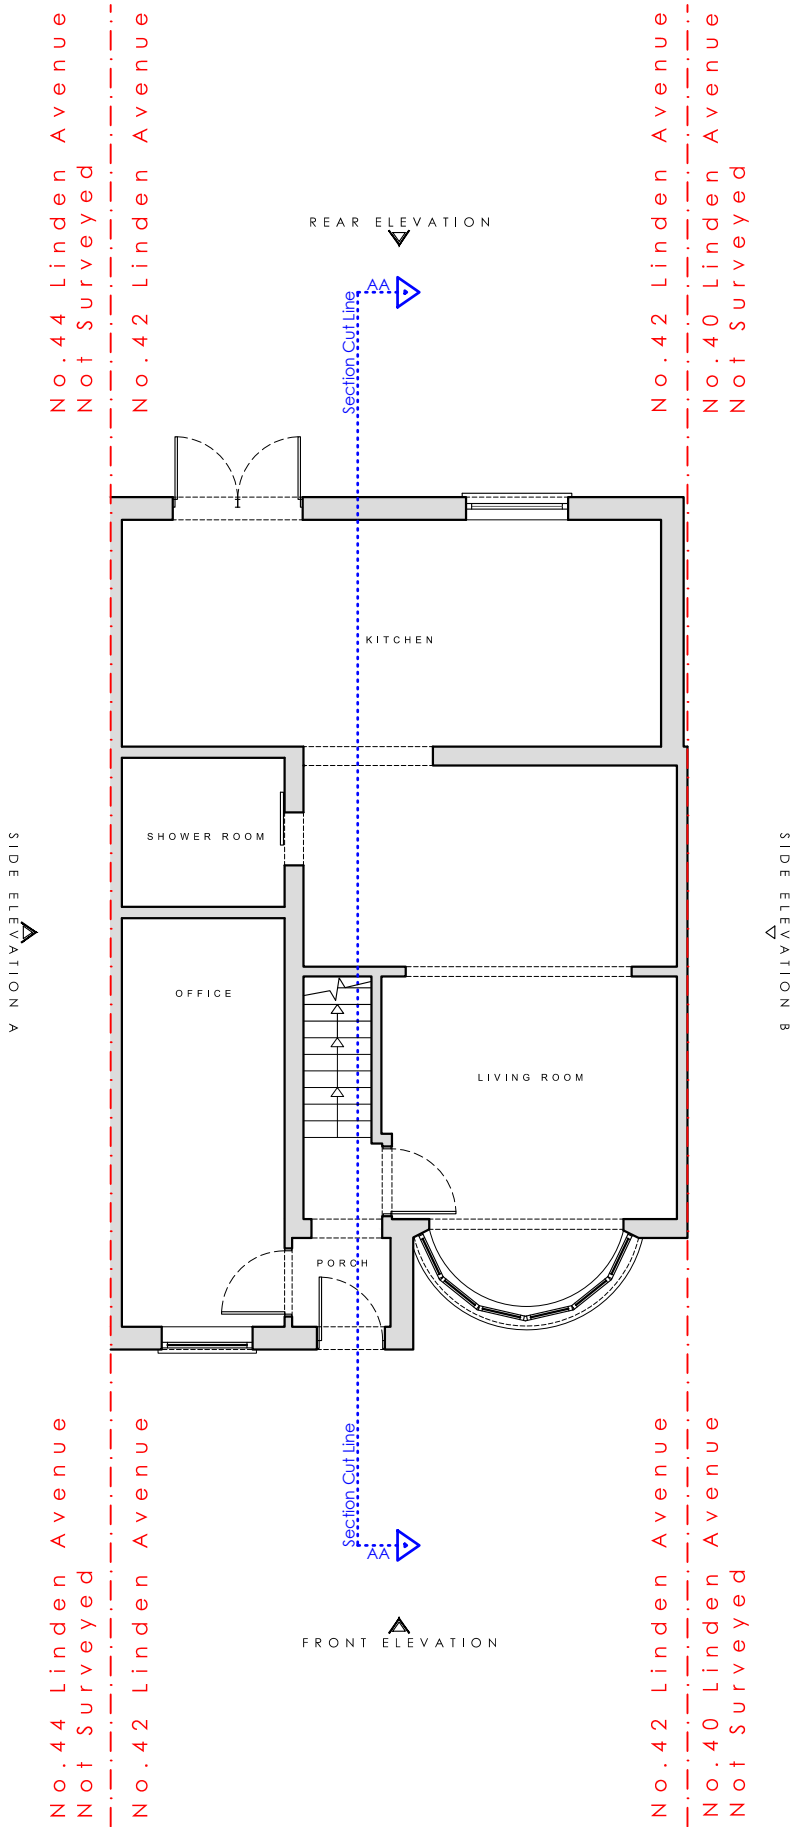 No.44 Linden Avenue
Not Surveyed
No.42 Linden Avenue
No.42 Linden Avenue
No.40 Linden Avenue
Not Surveyed
REAR ELEVATION
AA
Section Cut Line
KITCHEN
SHOWER ROOM
SIDE ELEVATION A
SIDE ELEVATION B
OFFICE
LIVING ROOM
PORCH
Section Cut Line
AA
FRONT ELEVATION
No.44 Linden Avenue
Not Surveyed
No.42 Linden Avenue
No.42 Linden Avenue
No.40 Linden Avenue
Not Surveyed